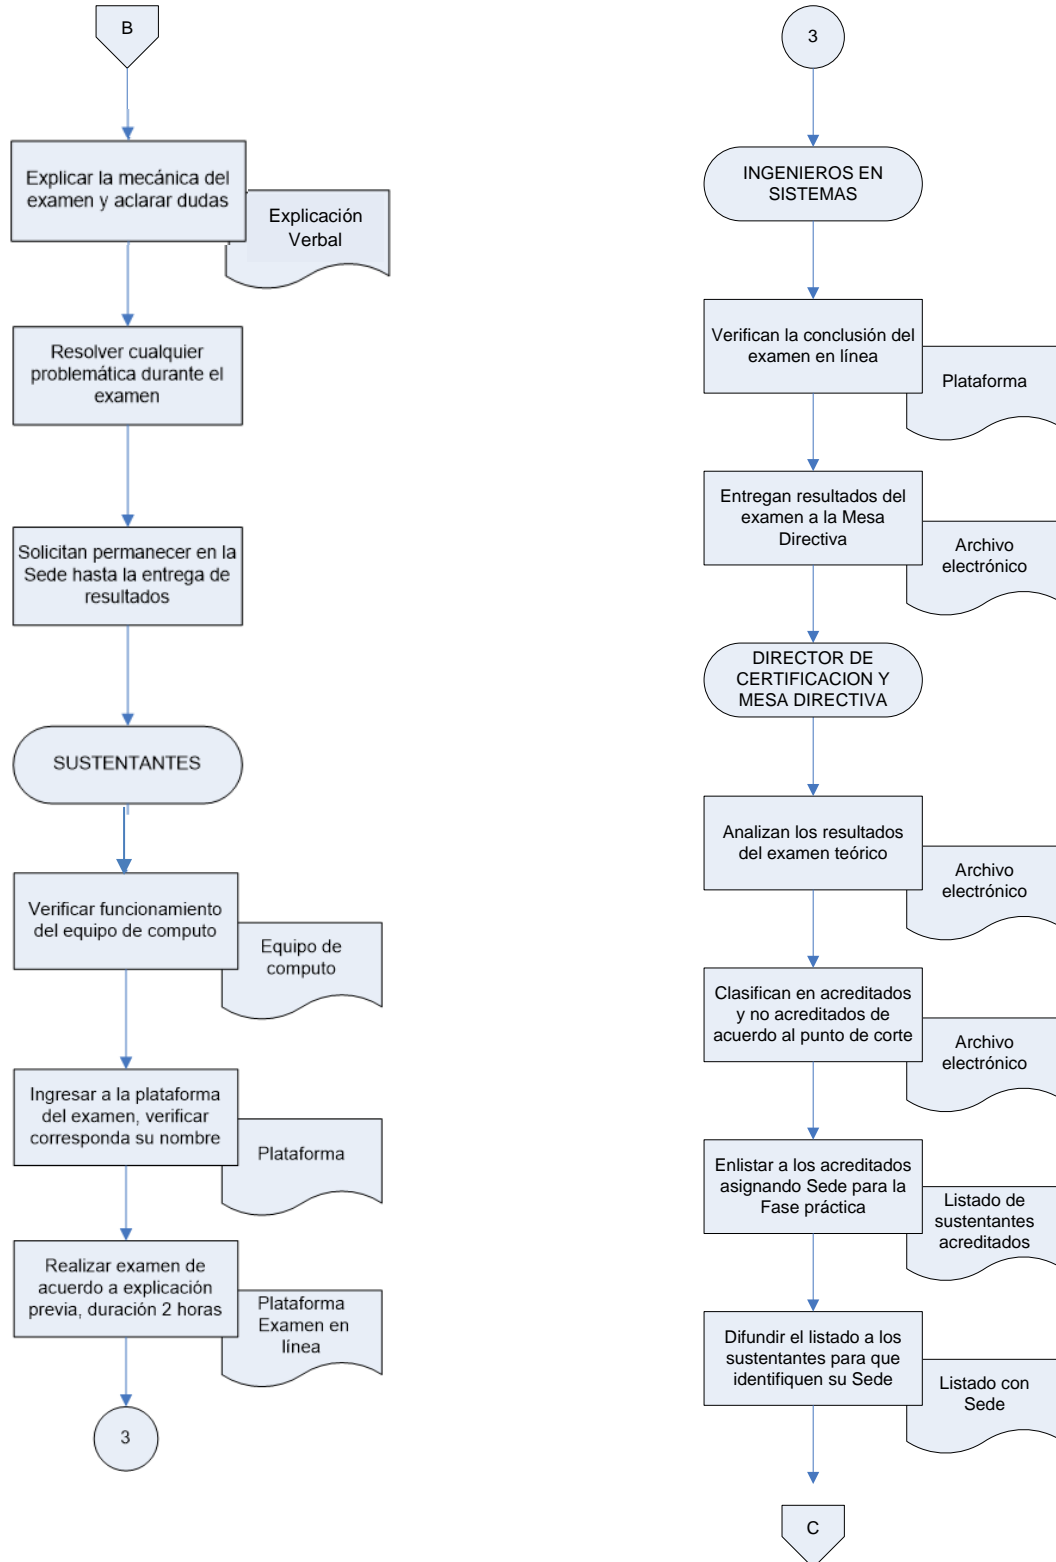 B
Explicar la mecánica del
examen y aclarar dudas
Explicación
Verbal
Resolver cualquier
problemática durante el
examen
Solicitan permanecer en la
Sede hasta la entrega de
resultados
SUSTENTANTES
Verificar funcionamiento
del equipo de computo
Equipo de
computo
Ingresar a la plataforma
del examen, verificar
corresponda su nombre
Plataforma
Realizar examen de
acuerdo a explicación
previa, duración 2 horas
Plataforma
Examen en
línea
3
3
INGENIEROS EN
SISTEMAS
Verifican la conclusión del
examen en línea
Plataforma
Entregan resultados del
examen a la Mesa
Directiva
Archivo
electrónico
DIRECTOR DE
CERTIFICACION Y
MESA DIRECTIVA
Analizan los resultados
del examen teórico
Archivo
electrónico
Clasifican en acreditados
y no acreditados de
acuerdo al punto de corte
Archivo
electrónico
Enlistar a los acreditados
asignando Sede para la
Fase práctica
Listado de
sustentantes
acreditados
Difundir el listado a los
sustentantes para que
identifiquen su Sede
Listado con
Sede
C